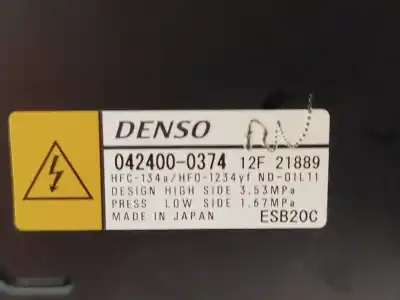 DENSO
042400-0374 12F 21889
HFC-134a/HFO-1234yf ND-OIL11
DESIGN HIGH SIDE 3.53MPa
PRESS LOW SIDE 1.67MPa
MADE IN JAPAN ESB20C